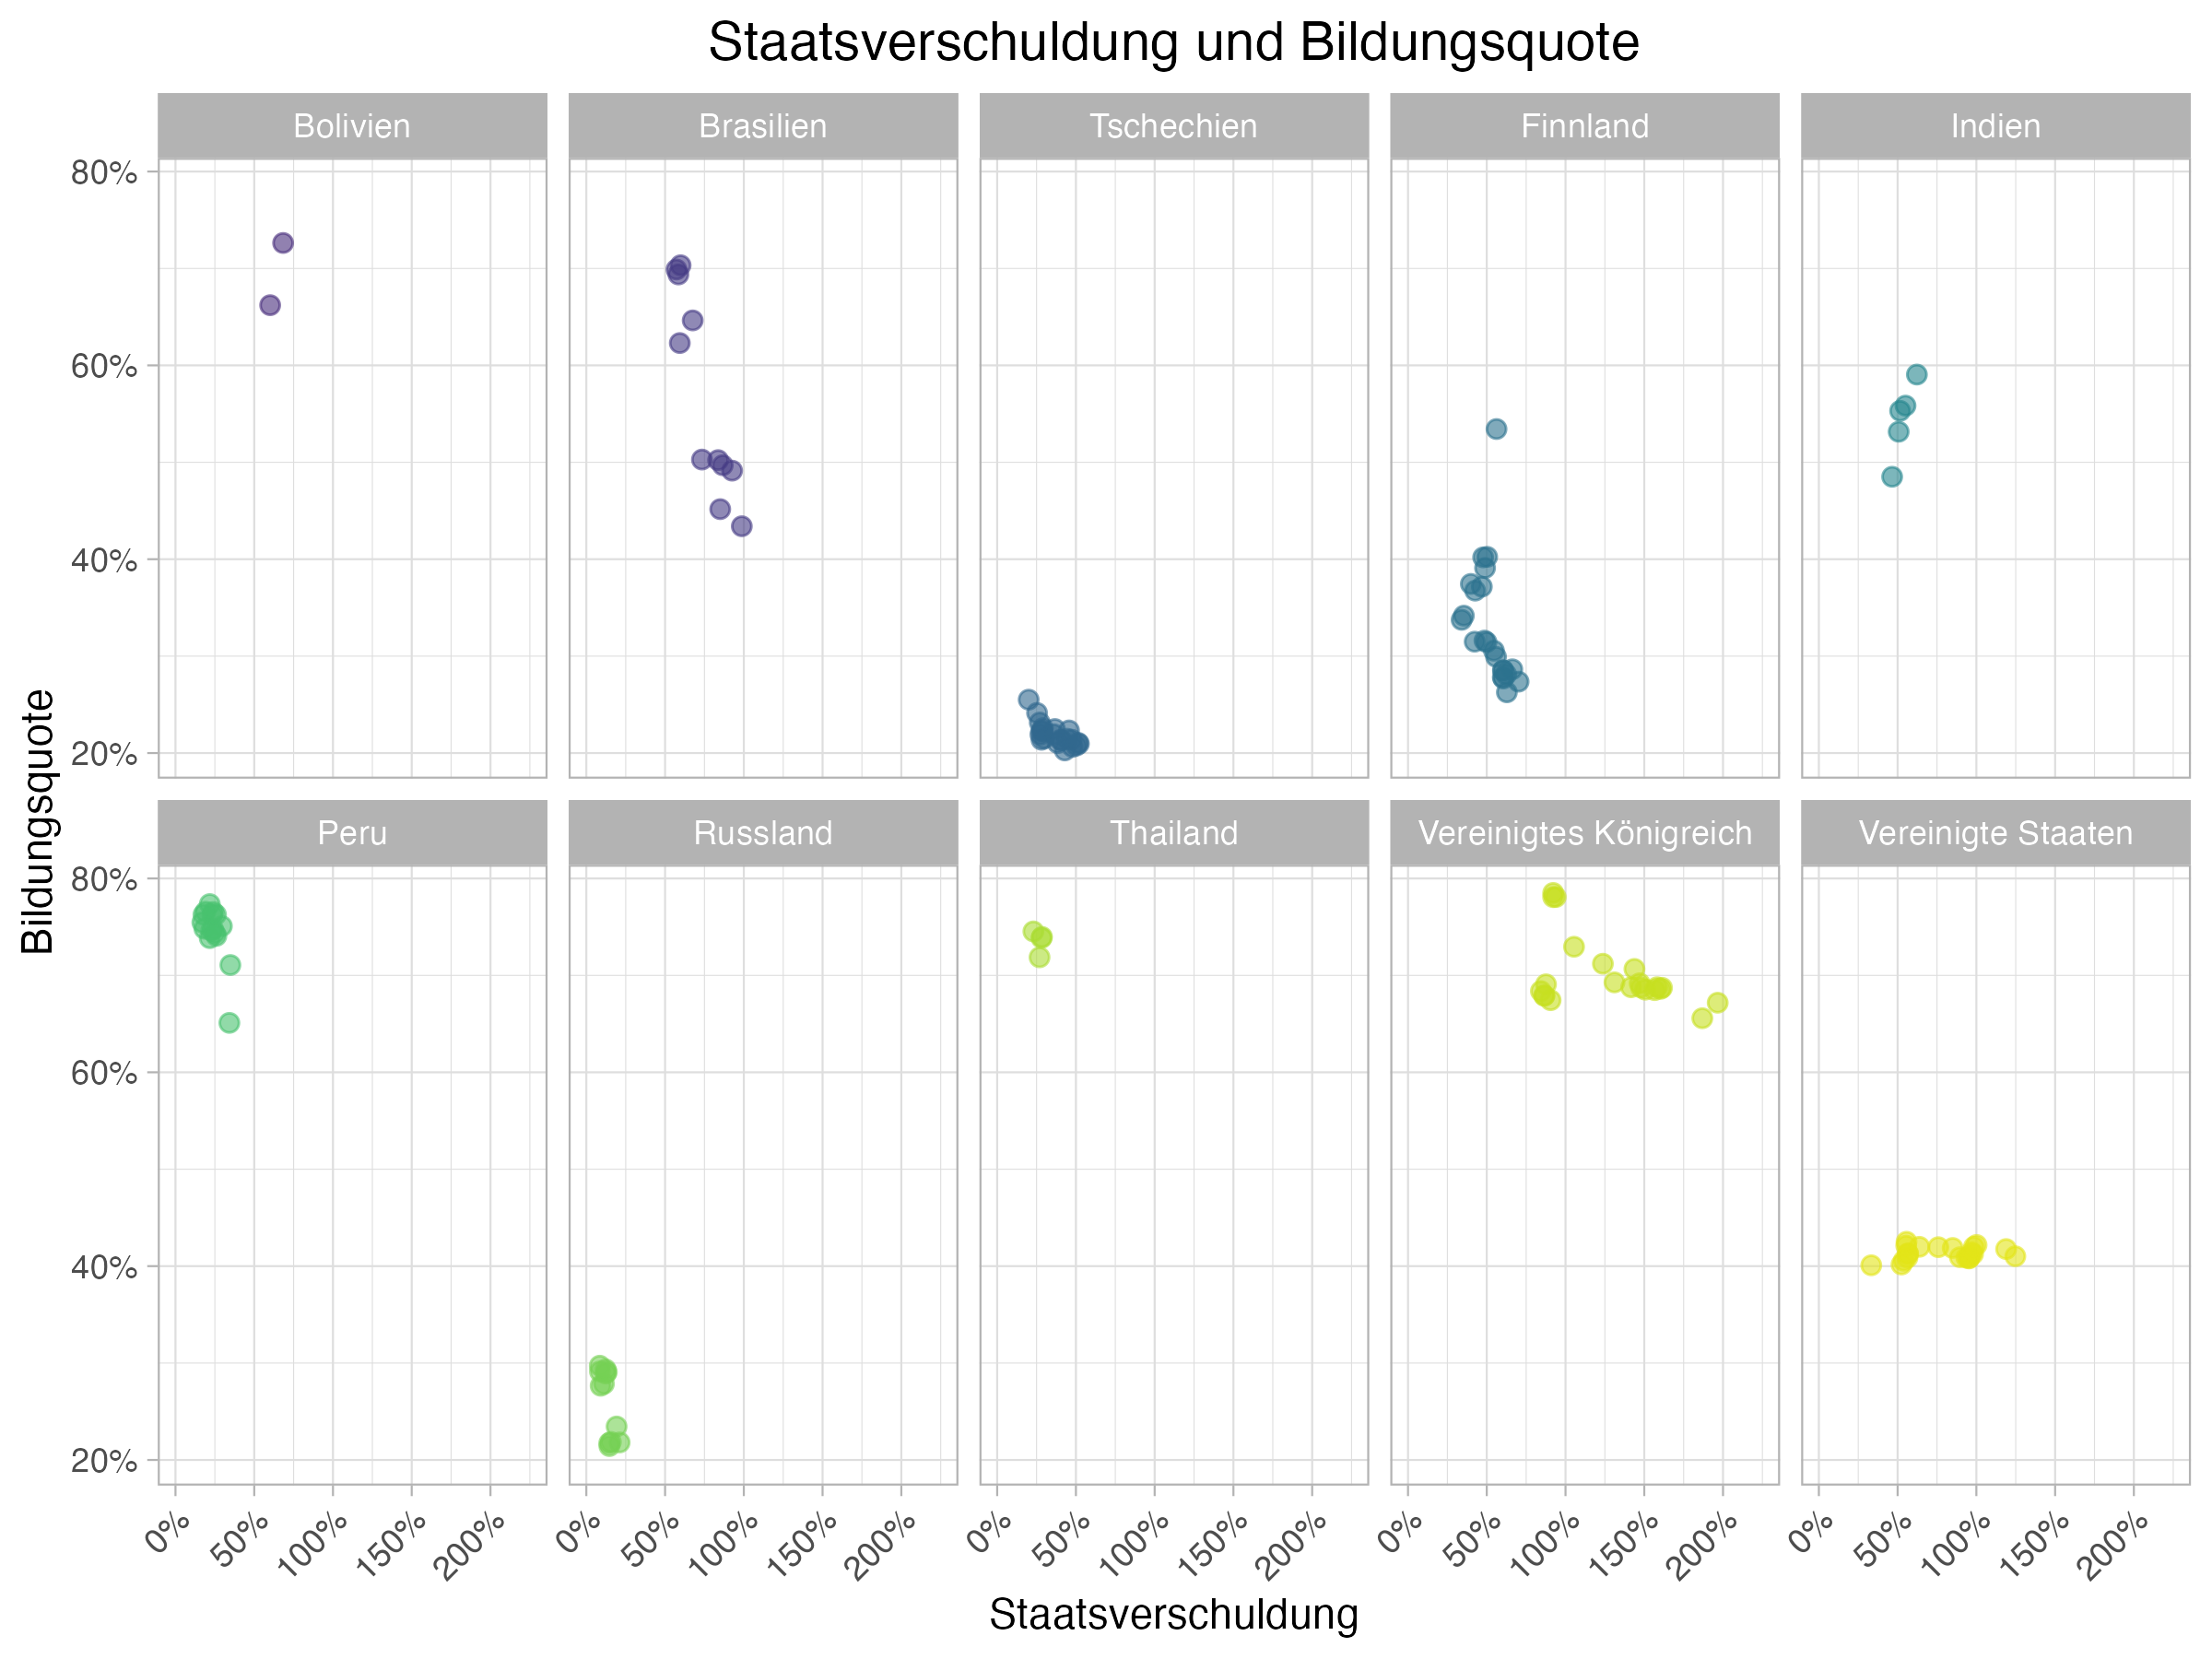 Staatsverschuldung und Bildungsquote
Bolivien
Brasilien
Tschechien
Finnland
Indien
80%
60%
40%
20%
Bildungsquote
Peru
Russland
Thailand
Vereinigtes Königreich
Vereinigte Staaten
80%
60%
40%
20%
0% 50% 100% 150% 200%
0% 50% 100% 150% 200%
0% 50% 100% 150% 200%
0% 50% 100% 150% 200%
0% 50% 100% 150% 200%
Staatsverschuldung